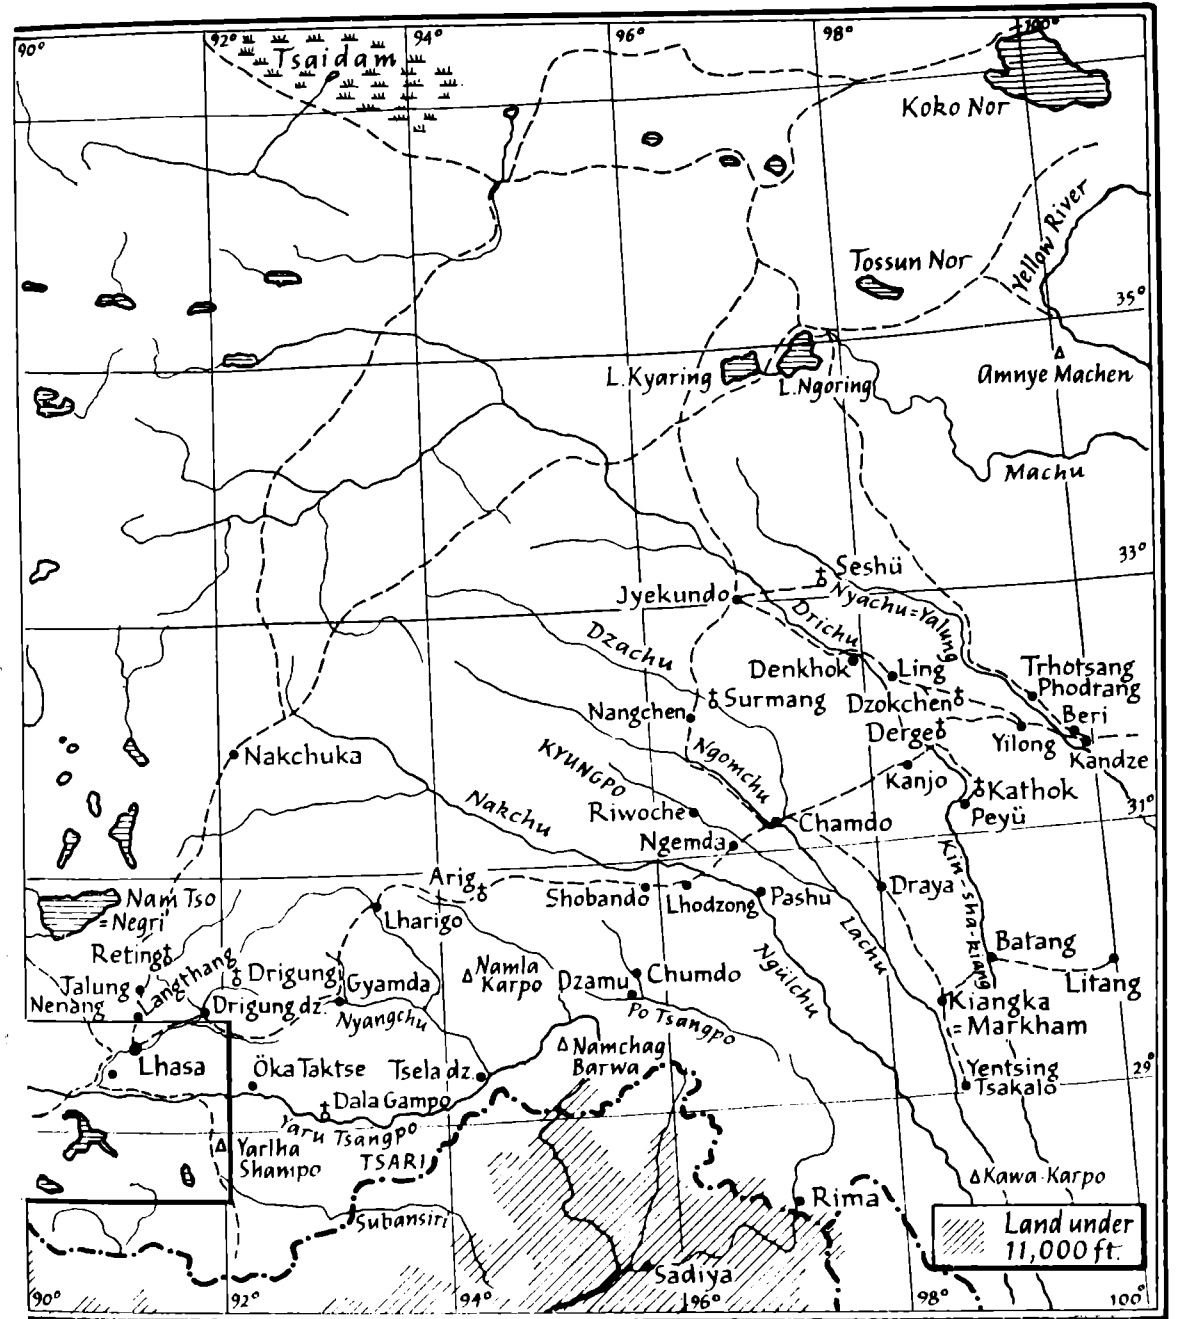 90°
92°
94°
96°
98°
100°
Tsaidam
Koko Nor
Yellow River
Tossun Nor
35°
L. Kyaring
L. Ngoring
Amnye Machen
Machu
33°
Seshü
Jyekundo
Nyachu=Yalung
Drichu
Dzachu
Denkhok
Ling
Trhotsang
Phodrang
Surmang
Dzokchen
Nangchen
Beri
Derge
Yilong
Kandze
Ngomchu
Nakchuka
KYUNGPO
Kanjo
Kathok
Peyü
31°
Nakchu
Riwoche
Chamdo
Ngemda
Kin-sha-kiang
Arig
Nam Tso
=Negri
Shobando
Lhodzong
Pashu
Draya
Lharigo
Lachu
Reting
Batang
Langthang
Drigung
Gyamda
Namla
Karpo
Dzamu
Chumdo
Ngülchu
Litang
Jalung
Nenang
Drigung dz.
Nyangchu
Po Tsangpo
Kiangka
=Markham
Lhasa
Namchag
Barwa
Öka Taktse
Tsela dz.
Yentsing
Tsakalo
29°
Dala Gampo
Yaru Tsangpo
Yarlha
Shampo
TSARI
Kawa Karpo
Rima
Subansiri
Land under
11,000 ft.
Sadiya
90°
92°
94°
96°
98°
100°